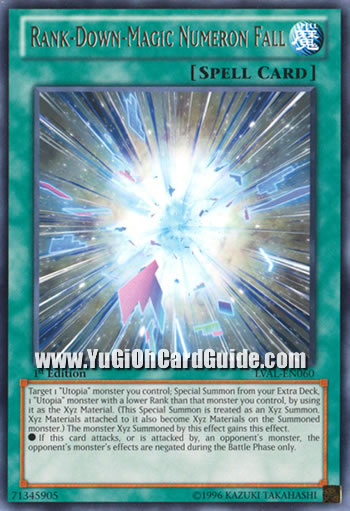 RANK-DOWN-MAGIC NUMERON FALL 魔
[SPELL CARD]
www.YuGiOhCardGuide.com
1st Edition
LVAL-EN060
Target 1 "Utopia" monster you control; Special Summon from your Extra Deck,
1 "Utopia" monster with a lower Rank than that monster you control, by using
it as the Xyz Material. (This Special Summon is treated as an Xyz Summon.
Xyz Materials attached to it also become Xyz Materials on the Summoned
monster.) The monster Xyz Summoned by this effect gains this effect.
● If this card attacks, or is attacked by, an opponent's monster, the
opponent's monster's effects are negated during the Battle Phase only.
71345905
©1996 KAZUKI TAKAHASHI